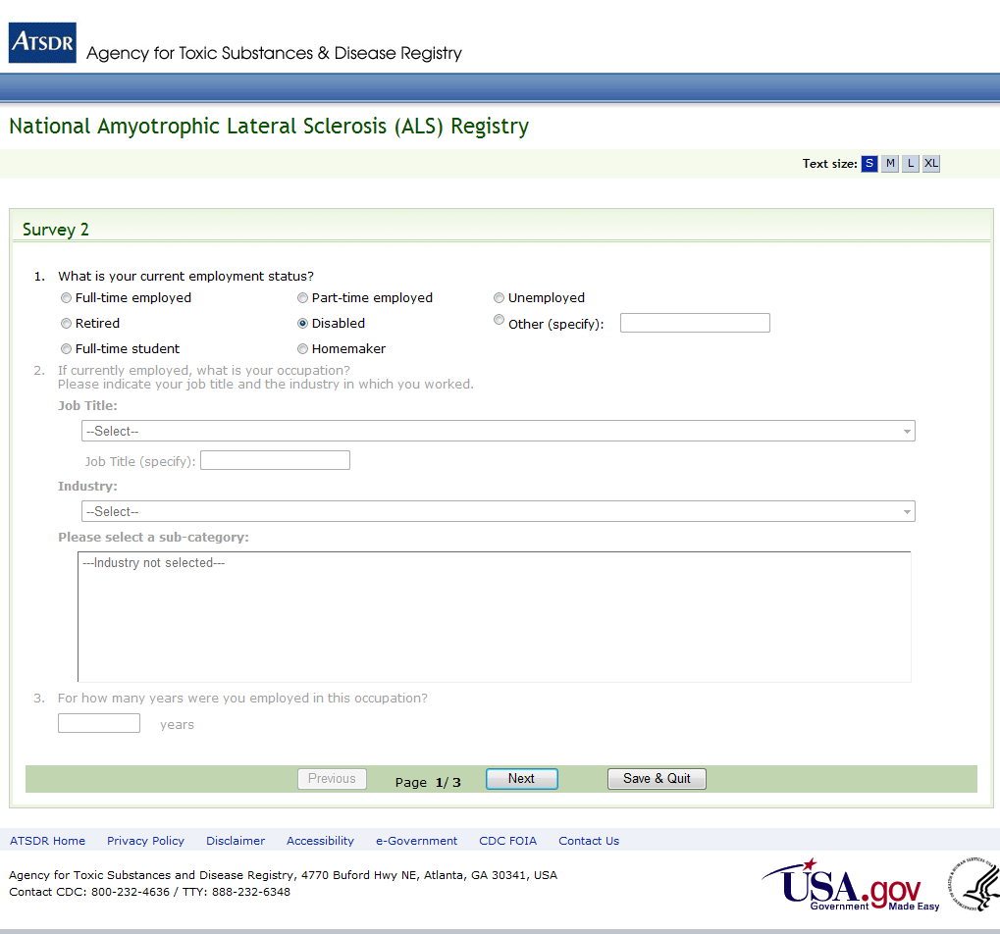 ATSDR
Agency for Toxic Substances & Disease Registry
National Amyotrophic Lateral Sclerosis (ALS) Registry
Text size: S M L XL
Survey 2
1. What is your current employment status?
Full-time employed Part-time employed Unemployed
Retired Disabled Other (specify):
Full-time student Homemaker
2. If currently employed, what is your occupation?
Please indicate your job title and the industry in which you worked.
Job Title:
--Select--
Job Title (specify):
Industry:
--Select--
Please select a sub-category:
---Industry not selected---
3. For how many years were you employed in this occupation?
years
Previous Page 1/ 3 Next Save & Quit
ATSDR Home Privacy Policy Disclaimer Accessibility e-Government CDC FOIA Contact Us
Agency for Toxic Substances and Disease Registry, 4770 Buford Hwy NE, Atlanta, GA 30341, USA
Contact CDC: 800-232-4636 / TTY: 888-232-6348
USA.gov
Government Made Easy